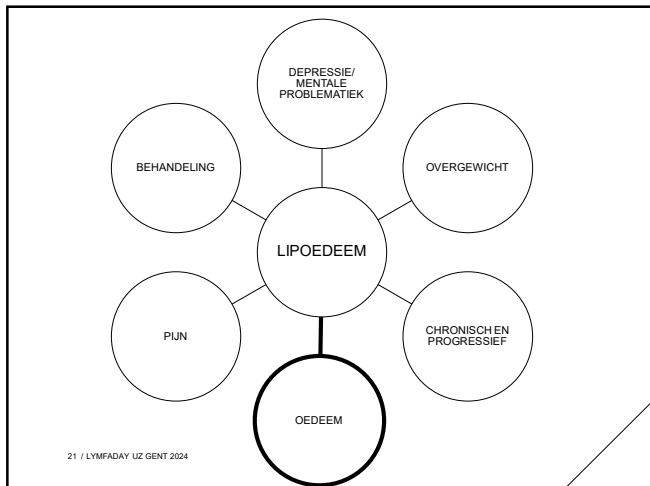 DEPRESSIE/
MENTALE
PROBLEMATIEK
BEHANDELING
OVERGEWICHT
LIPOEDEEM
PIJN
CHRONISCH EN
PROGRESSIEF
OEDEEM
21 / LYMFADAY UZ GENT 2024